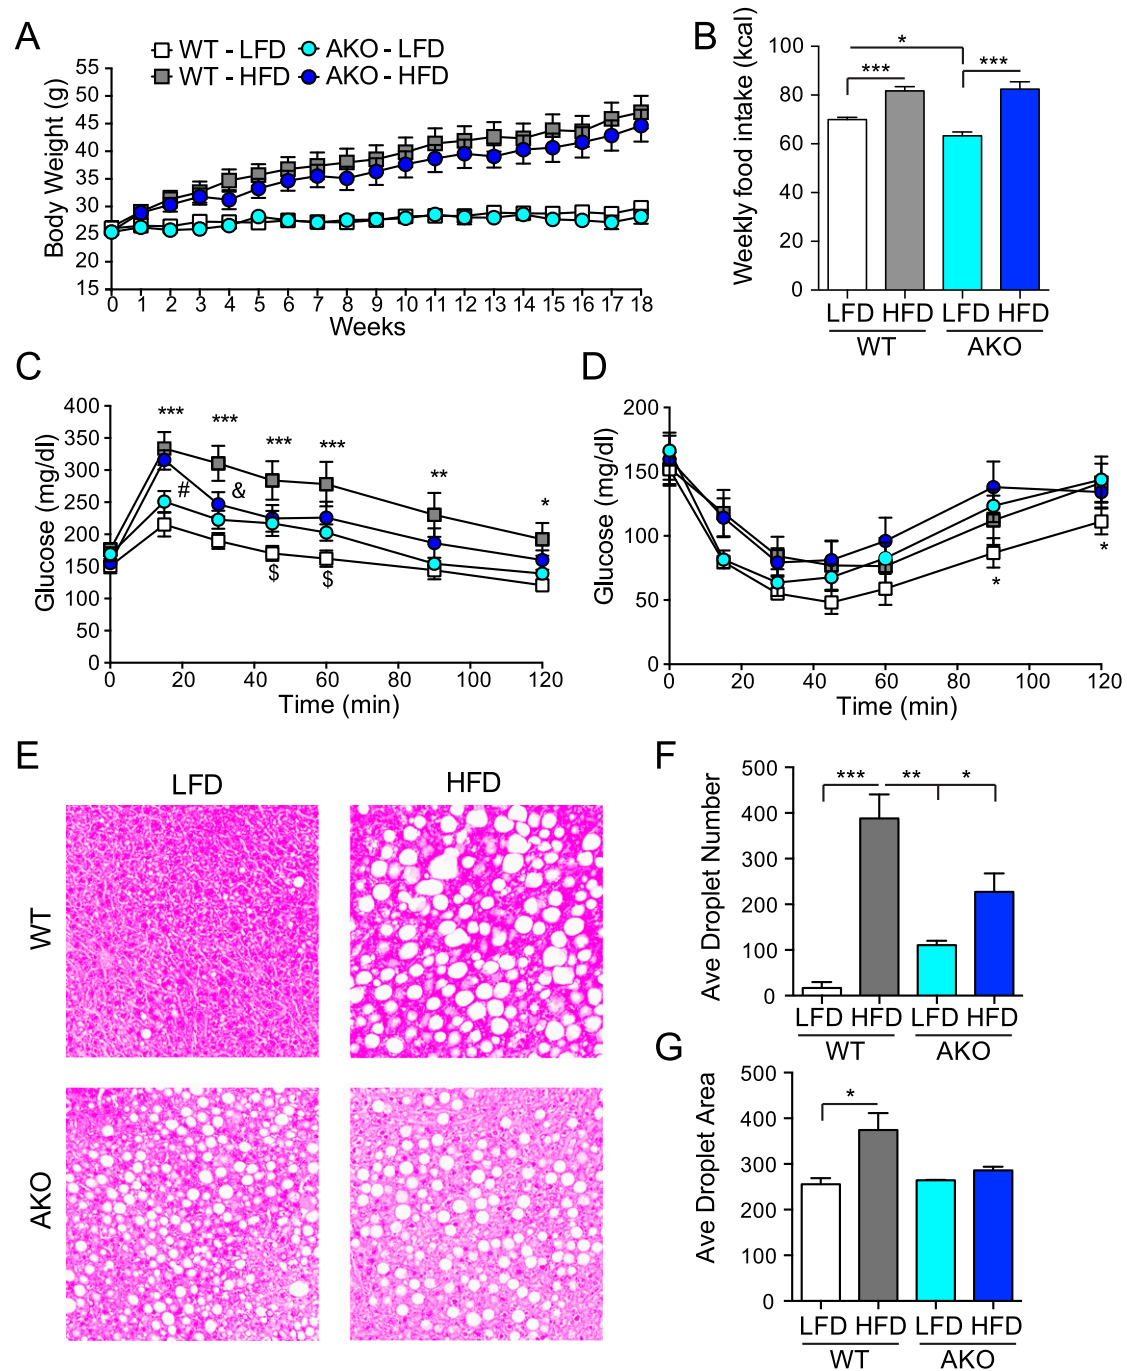 A
WT - LFD AKO - LFD
WT - HFD AKO - HFD
Body Weight (g)
55
45
35
30
25
20
15
0 1 2 3 4 5 6 7 8 9 10 11 12 13 14 15 16 17 18
Weeks
B
Weekly food intake (kcal)
100
80
60
40
20
0
* *** ***
LFD HFD LFD HFD
WT AKO
C
Glucose (mg/dl)
400
350
300
250
200
150
100
50
0
*** *** *** *** ** *
# &
$ $
0 20 40 60 80 100 120
Time (min)
D
Glucose (mg/dl)
200
150
100
50
0
* *
0 20 40 60 80 100 120
Time (min)
E
LFD HFD
WT
AKO
F
Ave Droplet Number
500
400
300
200
100
0
*** ** *
LFD HFD LFD HFD
WT AKO
G
Ave Droplet Area
500
400
300
200
100
0
*
LFD HFD LFD HFD
WT AKO